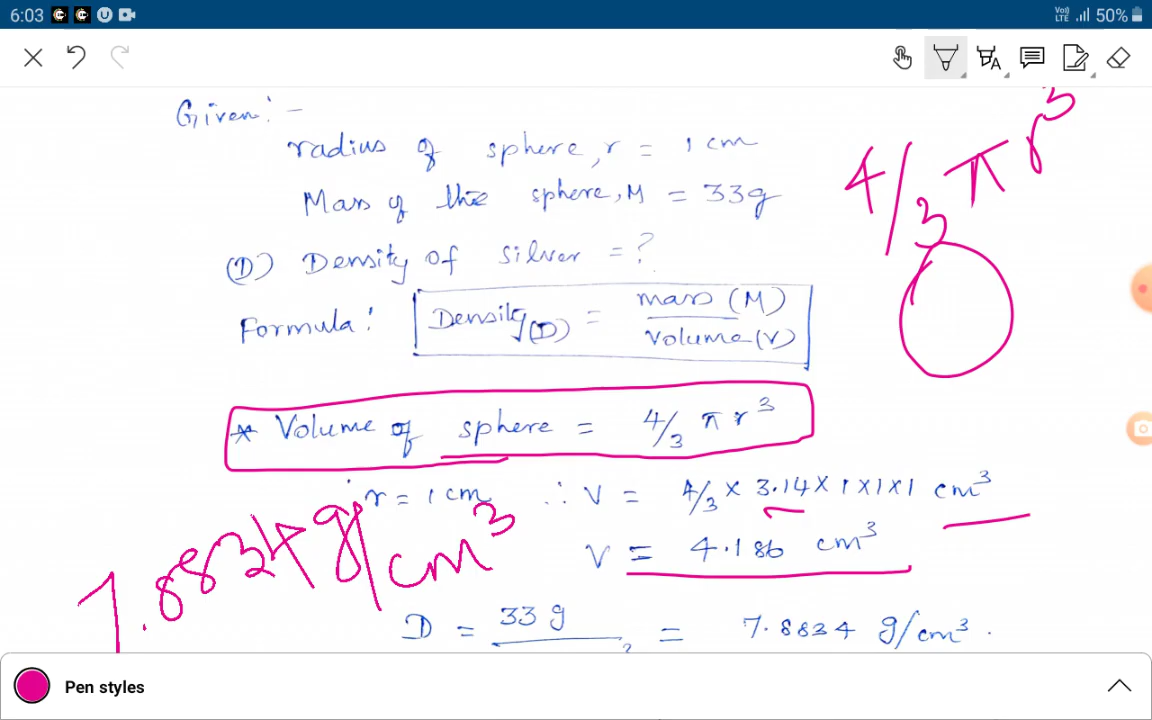 6:03
Vo)) LTE 50%
Given:-
radius of sphere, r = 1 cm
Mass of the sphere, M = 33g
(D) Density of silver = ?
Formula: Density(D) = mass (M) / Volume (V)
4/3 π r³
* Volume of sphere = 4/3 π r³
r = 1 cm ∴ V = 4/3 × 3.14 × 1×1×1 cm³
V = 4.186 cm³
7.8834 g/cm³
D = 33 g = 7.8834 g/cm³.
Pen styles